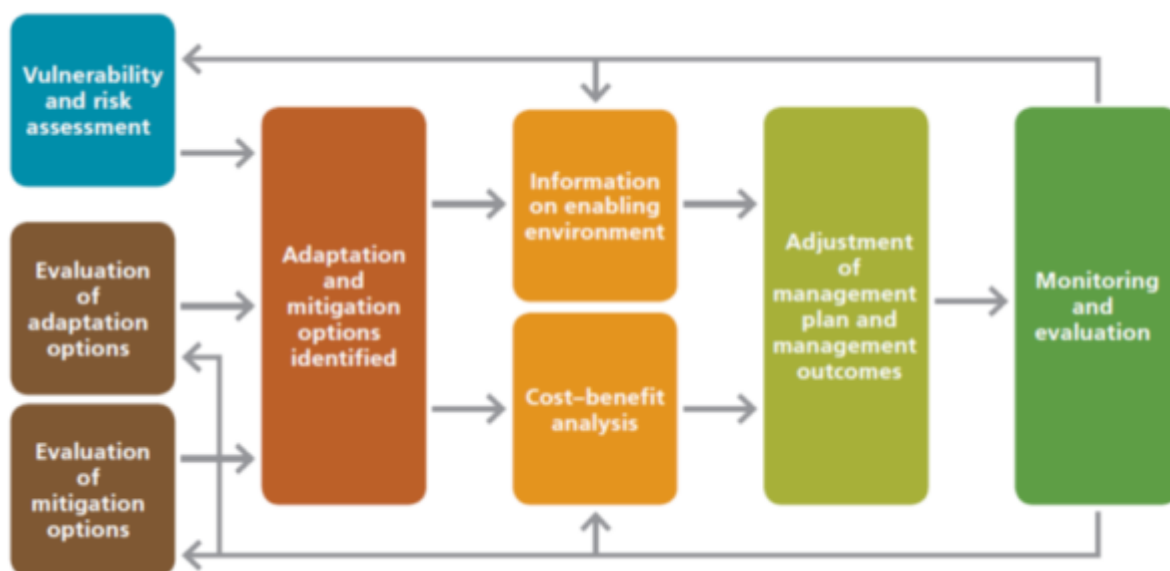 Vulnerability
and risk
assessment
Evaluation
of
adaptation
options
Evaluation
of
mitigation
options
Adaptation
and
mitigation
options
identified
Information
on enabling
environment
Cost–benefit
analysis
Adjustment
of
management
plan and
management
outcomes
Monitoring
and
evaluation